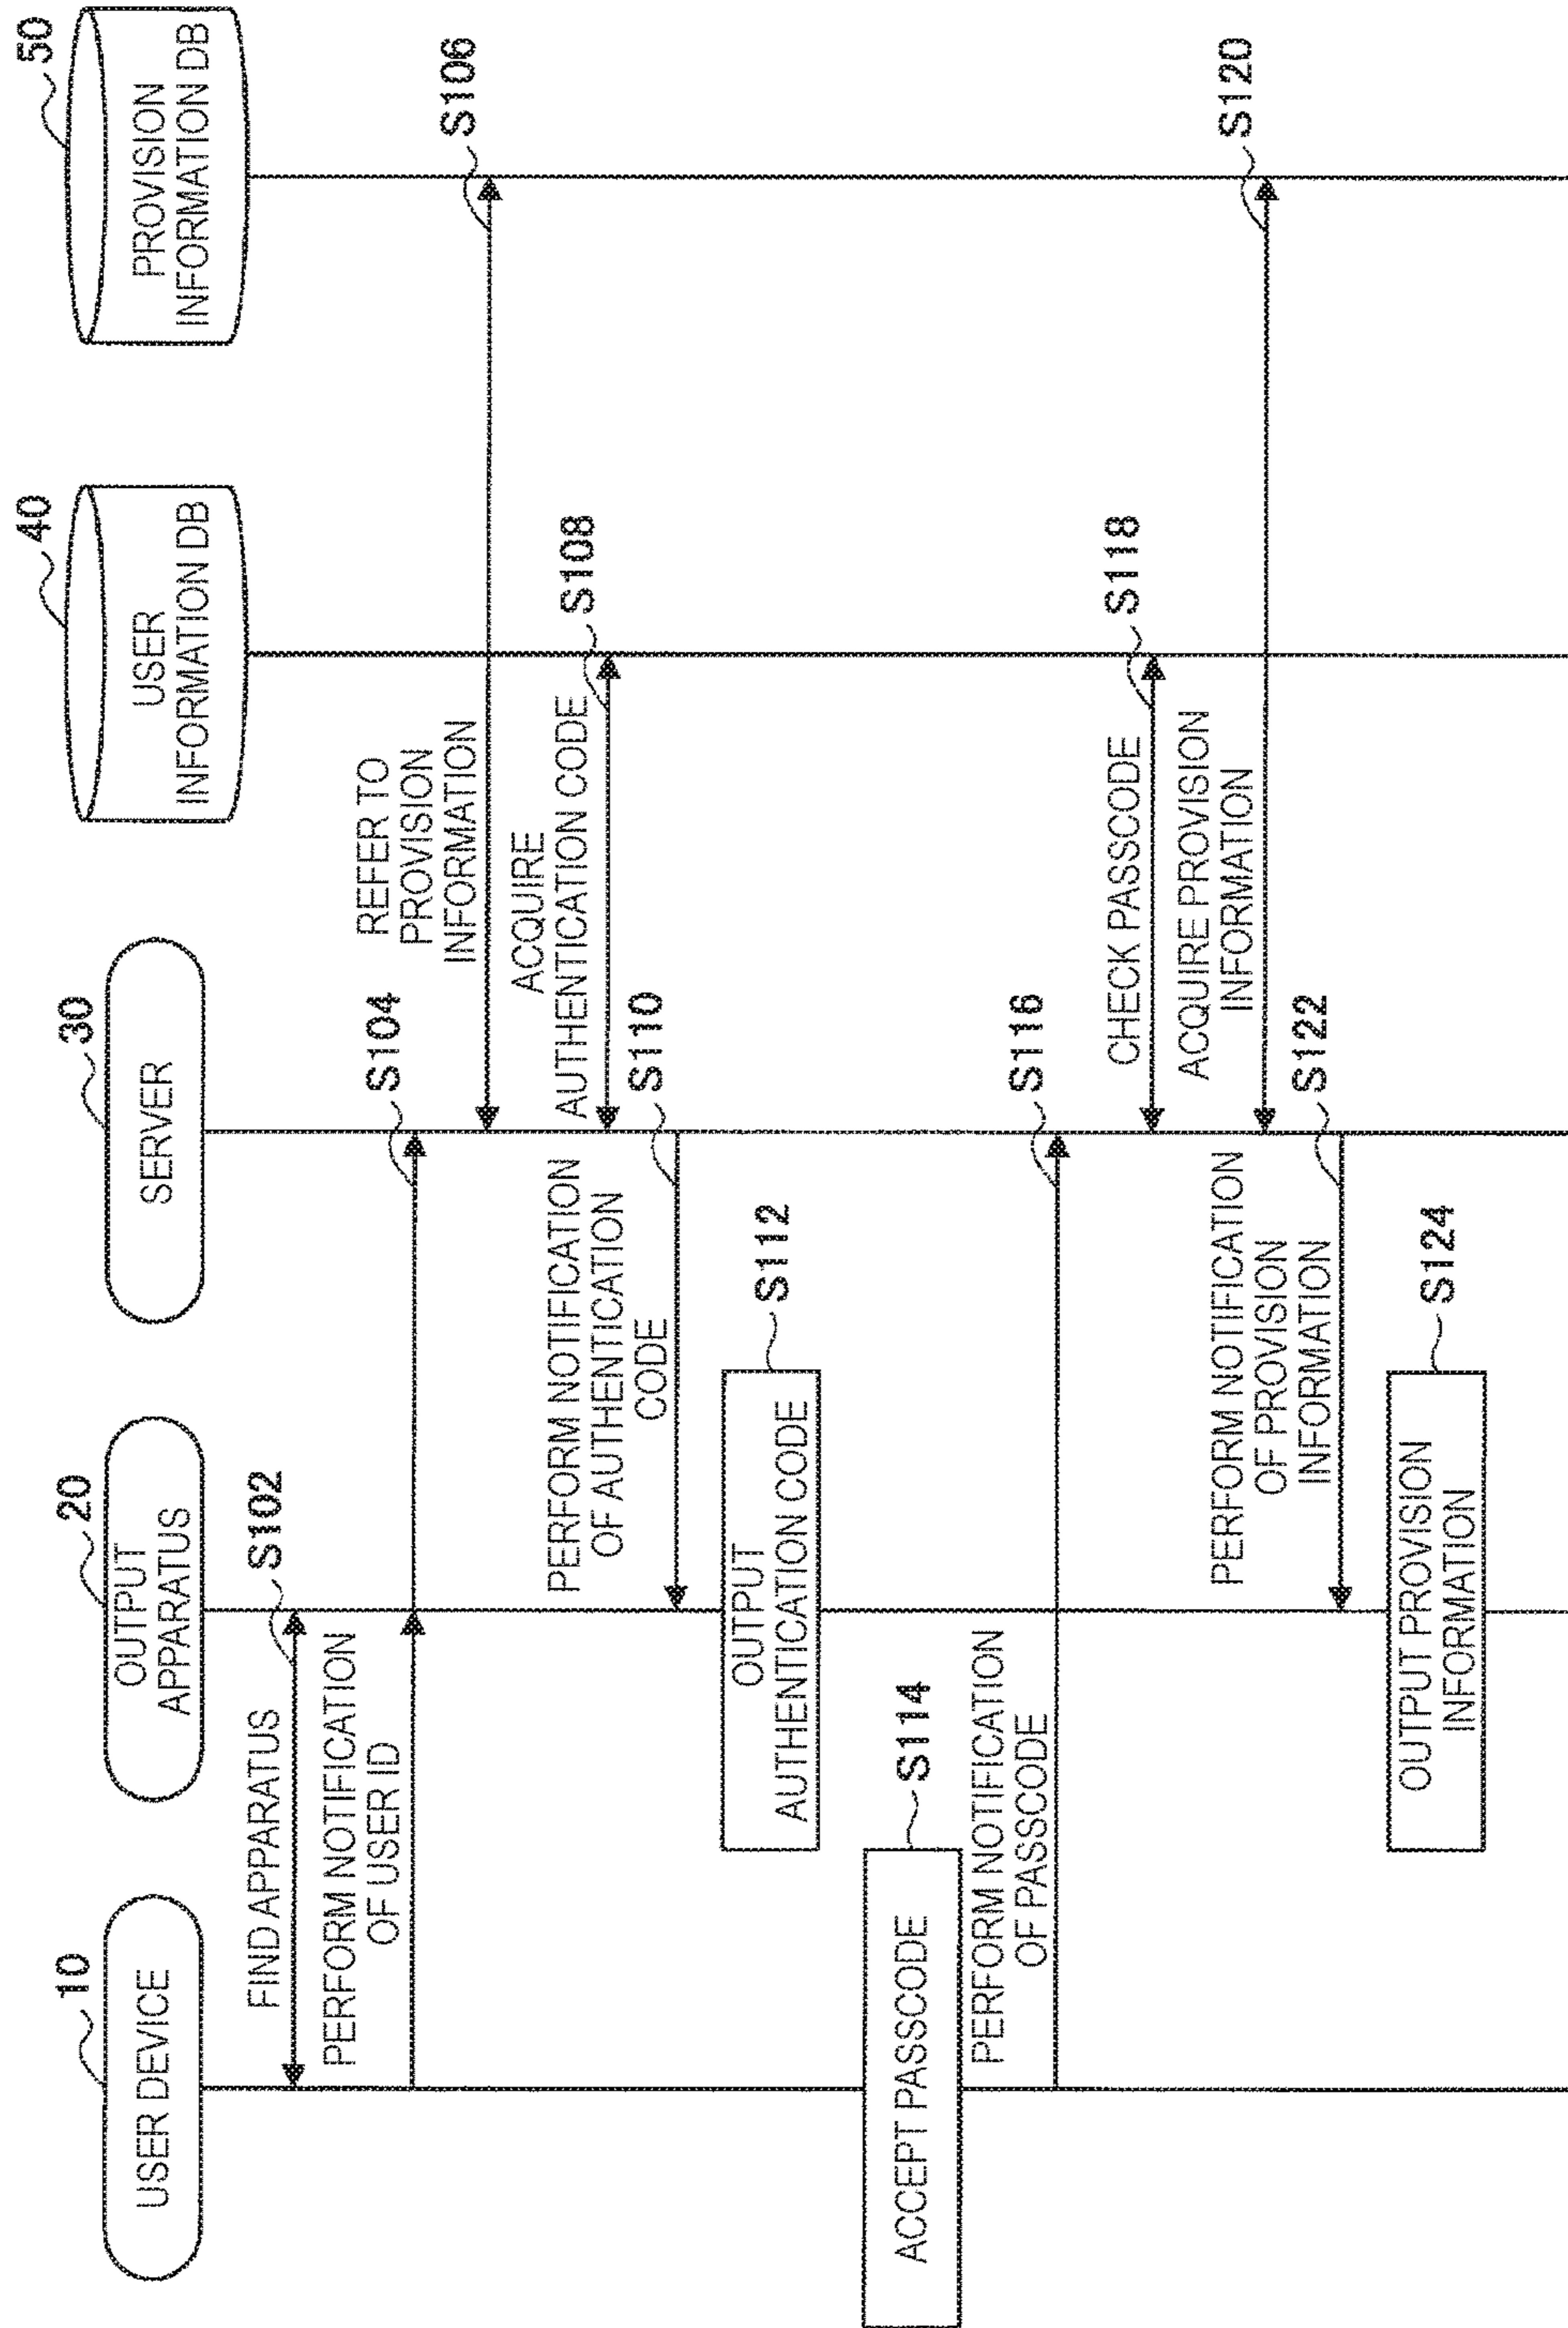 10
USER DEVICE
20
OUTPUT
APPARATUS
30
SERVER
40
USER
INFORMATION DB
50
PROVISION
INFORMATION DB
FIND APPARATUS
S102
PERFORM NOTIFICATION
OF USER ID
S104
REFER TO
PROVISION
INFORMATION
S106
ACQUIRE
AUTHENTICATION CODE
S108
PERFORM NOTIFICATION
OF AUTHENTICATION
CODE
S110
OUTPUT
AUTHENTICATION CODE
S112
ACCEPT PASSCODE
S114
PERFORM NOTIFICATION
OF PASSCODE
S116
CHECK PASSCODE
S118
ACQUIRE PROVISION
INFORMATION
S120
PERFORM NOTIFICATION
OF PROVISION
INFORMATION
S122
OUTPUT PROVISION
INFORMATION
S124